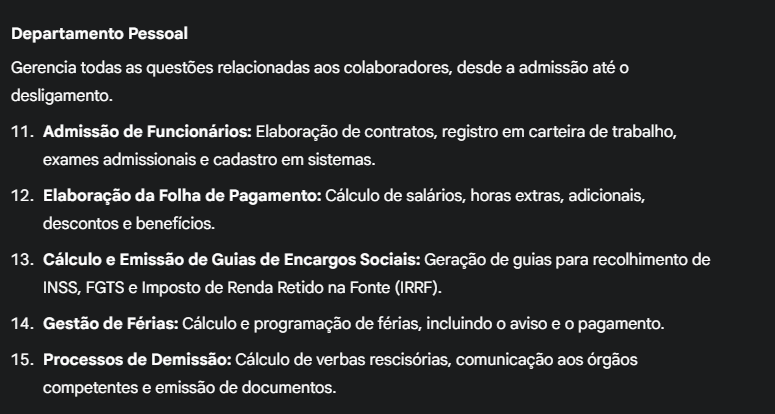 Departamento Pessoal
Gerencia todas as questões relacionadas aos colaboradores, desde a admissão até o
desligamento.
11. Admissão de Funcionários: Elaboração de contratos, registro em carteira de trabalho,
exames admissionais e cadastro em sistemas.
12. Elaboração da Folha de Pagamento: Cálculo de salários, horas extras, adicionais,
descontos e benefícios.
13. Cálculo e Emissão de Guias de Encargos Sociais: Geração de guias para recolhimento de
INSS, FGTS e Imposto de Renda Retido na Fonte (IRRF).
14. Gestão de Férias: Cálculo e programação de férias, incluindo o aviso e o pagamento.
15. Processos de Demissão: Cálculo de verbas rescisórias, comunicação aos órgãos
competentes e emissão de documentos.